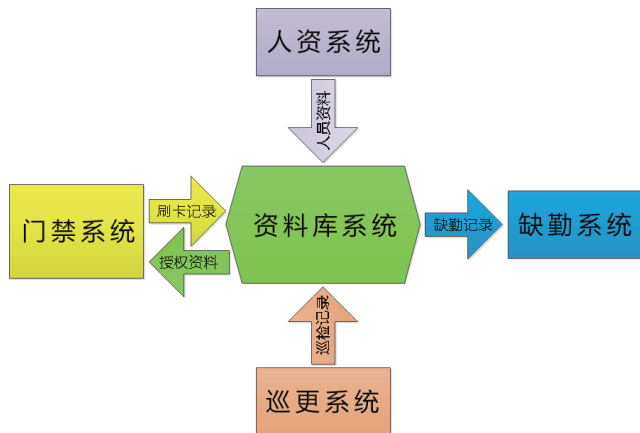 人资系统
人员资料
门禁系统
刷卡记录
授权资料
资料库系统
缺勤记录
缺勤系统
巡检记录
巡更系统